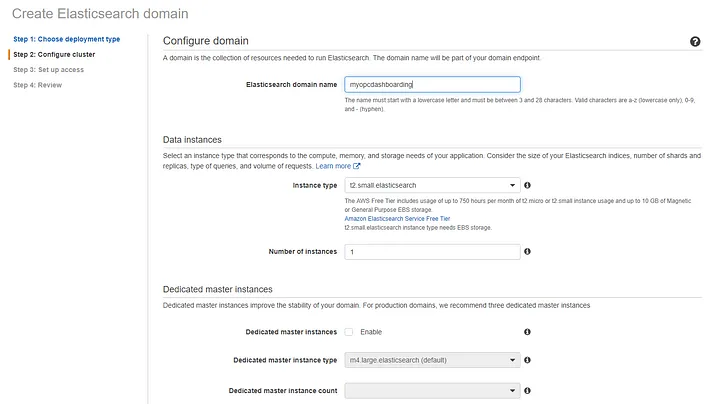 Create Elasticsearch domain
Step 1: Choose deployment type
Step 2: Configure cluster
Step 3: Set up access
Step 4: Review
Configure domain
A domain is the collection of resources needed to run Elasticsearch. The domain name will be part of your domain endpoint.
Elasticsearch domain name
myopcdashboarding
The name must start with a lowercase letter and must be between 3 and 28 characters. Valid characters are a-z (lowercase only), 0-9,
and - (hyphen).
Data instances
Select an instance type that corresponds to the compute, memory, and storage needs of your application. Consider the size of your Elasticsearch indices, number of shards and
replicas, type of queries, and volume of requests. Learn more
Instance type
t2.small.elasticsearch
The AWS Free Tier includes usage of up to 750 hours per month of t2.micro or t2.small instance usage and up to 10 GB of Magnetic
or General Purpose EBS storage.
Amazon Elasticsearch Service Free Tier
t2.small.elasticsearch instance type needs EBS storage.
Number of instances
1
Dedicated master instances
Dedicated master instances improve the stability of your domain. For production domains, we recommend three dedicated master instances
Dedicated master instances
Enable
Dedicated master instance type
m4.large.elasticsearch (default)
Dedicated master instance count